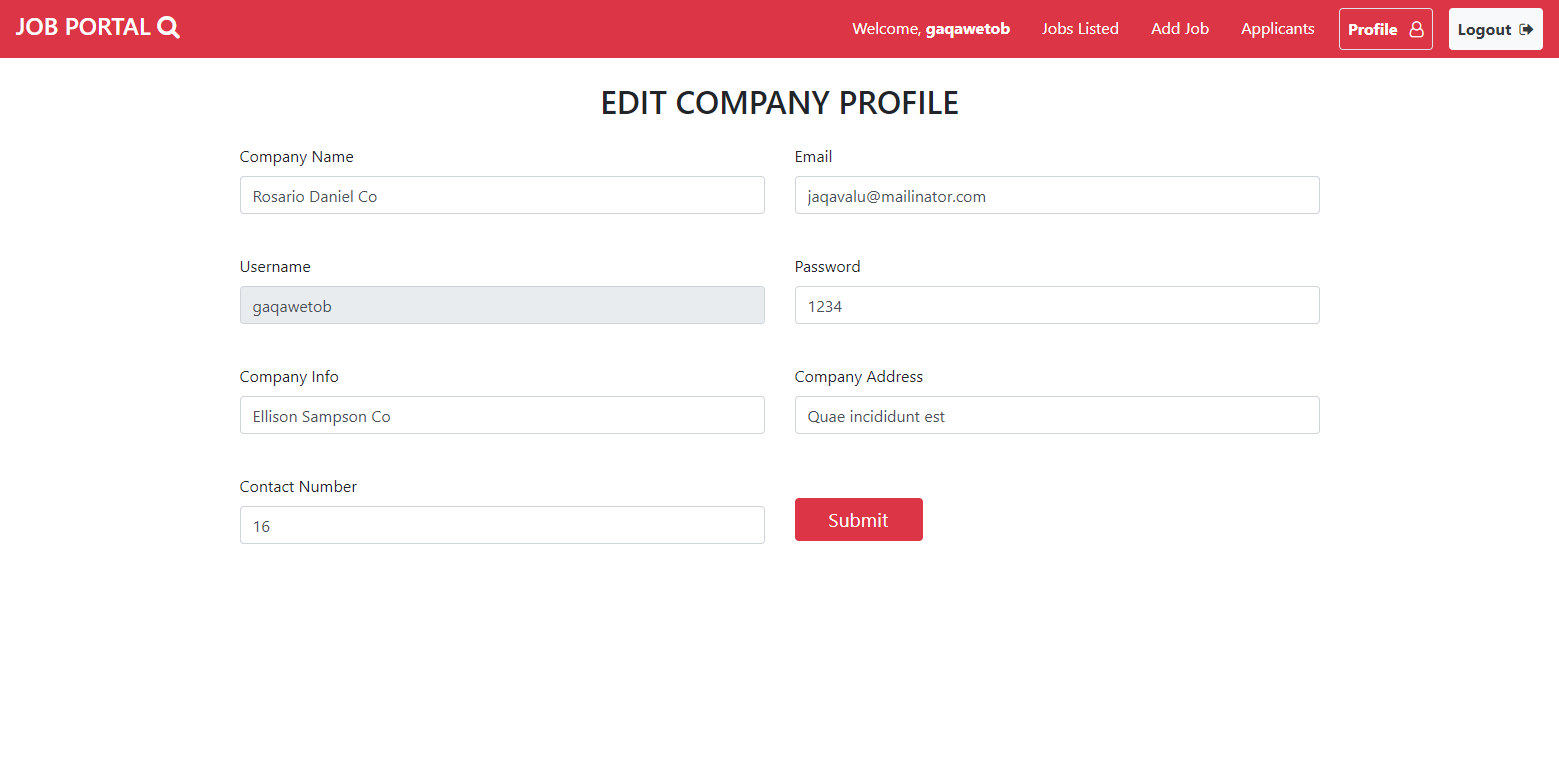 JOB PORTAL
Welcome, gaqawetob Jobs Listed Add Job Applicants Profile Logout
EDIT COMPANY PROFILE
Company Name Email
Rosario Daniel Co jaqavalu@mailinator.com
Username Password
gaqawetob 1234
Company Info Company Address
Ellison Sampson Co Quae incididunt est
Contact Number
16 Submit